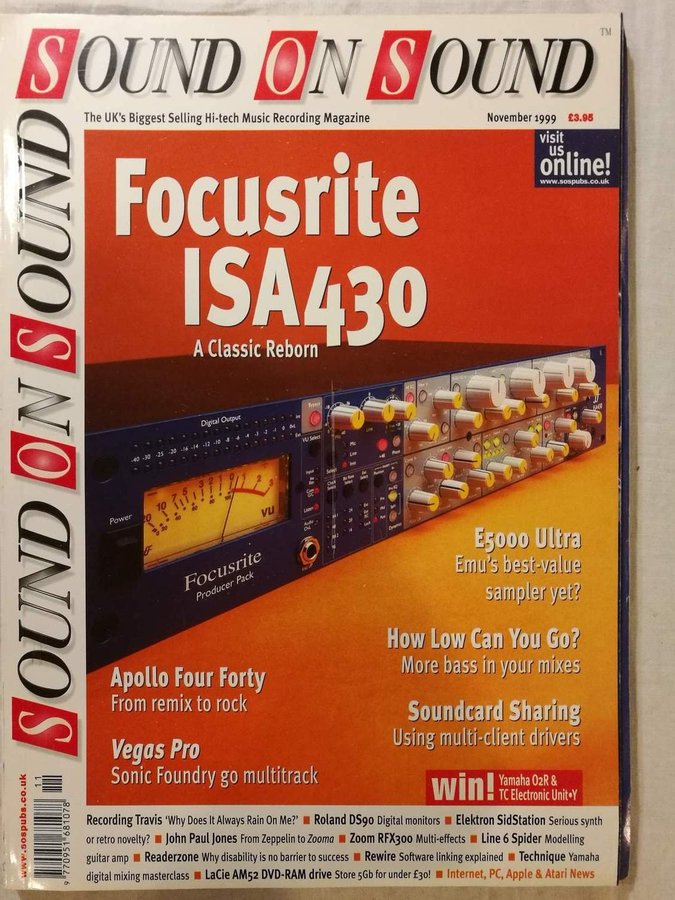 SOUND ON SOUND™
The UK's Biggest Selling Hi-tech Music Recording Magazine
November 1999 £3.95
SOUND ON SOUND
visit
us
online!
www.sospubs.co.uk
Focusrite
ISA430
A Classic Reborn
Digital Output
Power
VU
Focusrite
Producer Pack
E5000 Ultra
Emu's best-value
sampler yet?
How Low Can You Go?
More bass in your mixes
Apollo Four Forty
From remix to rock
Soundcard Sharing
Using multi-client drivers
Vegas Pro
Sonic Foundry go multitrack
win! Yamaha O2R &
TC Electronic Unit•Y
www.sospubs.co.uk
11
9 770951 681078
Recording Travis 'Why Does It Always Rain On Me?' ■ Roland DS90 Digital monitors ■ Elektron SidStation Serious synth
or retro novelty? ■ John Paul Jones From Zeppelin to Zooma ■ Zoom RFX300 Multi-effects ■ Line 6 Spider Modelling
guitar amp ■ Readerzone Why disability is no barrier to success ■ Rewire Software linking explained ■ Technique Yamaha
digital mixing masterclass ■ LaCie AM52 DVD-RAM drive Store 5Gb for under £30! ■ Internet, PC, Apple & Atari News